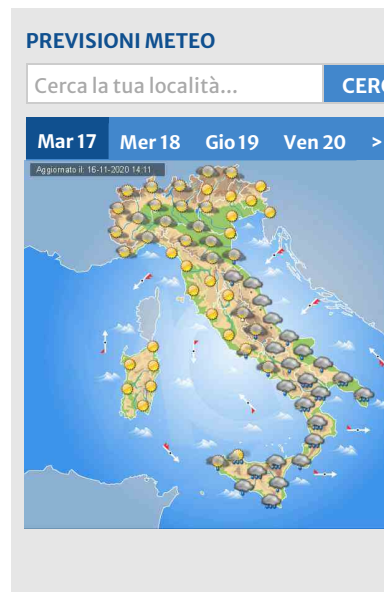 PREVISIONI METEO
Cerca la tua località... CERC
Mar 17 Mer 18 Gio 19 Ven 20 >
Aggiornato il: 16-11-2020 14:11